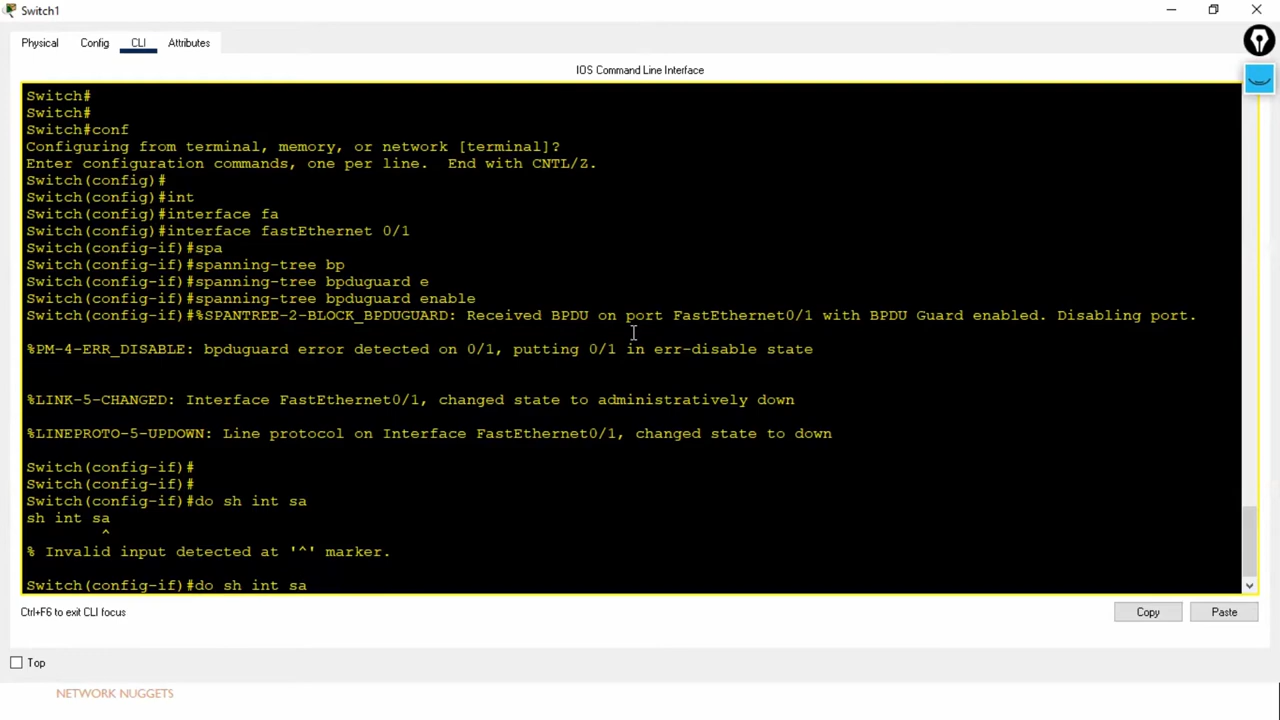 Switch1
Physical Config CLI Attributes
IOS Command Line Interface
Switch#
Switch#
Switch#conf
Configuring from terminal, memory, or network [terminal]?
Enter configuration commands, one per line.  End with CNTL/Z.
Switch(config)#
Switch(config)#int
Switch(config)#interface fa
Switch(config)#interface fastEthernet 0/1
Switch(config-if)#spa
Switch(config-if)#spanning-tree bp
Switch(config-if)#spanning-tree bpduguard e
Switch(config-if)#spanning-tree bpduguard enable
Switch(config-if)#%SPANTREE-2-BLOCK_BPDUGUARD: Received BPDU on port FastEthernet0/1 with BPDU Guard enabled. Disabling port.
%PM-4-ERR_DISABLE: bpduguard error detected on 0/1, putting 0/1 in err-disable state
%LINK-5-CHANGED: Interface FastEthernet0/1, changed state to administratively down
%LINEPROTO-5-UPDOWN: Line protocol on Interface FastEthernet0/1, changed state to down
Switch(config-if)#
Switch(config-if)#
Switch(config-if)#do sh int sa
sh int sa
^
% Invalid input detected at '^' marker.
Switch(config-if)#do sh int sa
Ctrl+F6 to exit CLI focus
Copy Paste
Top
NETWORK NUGGETS